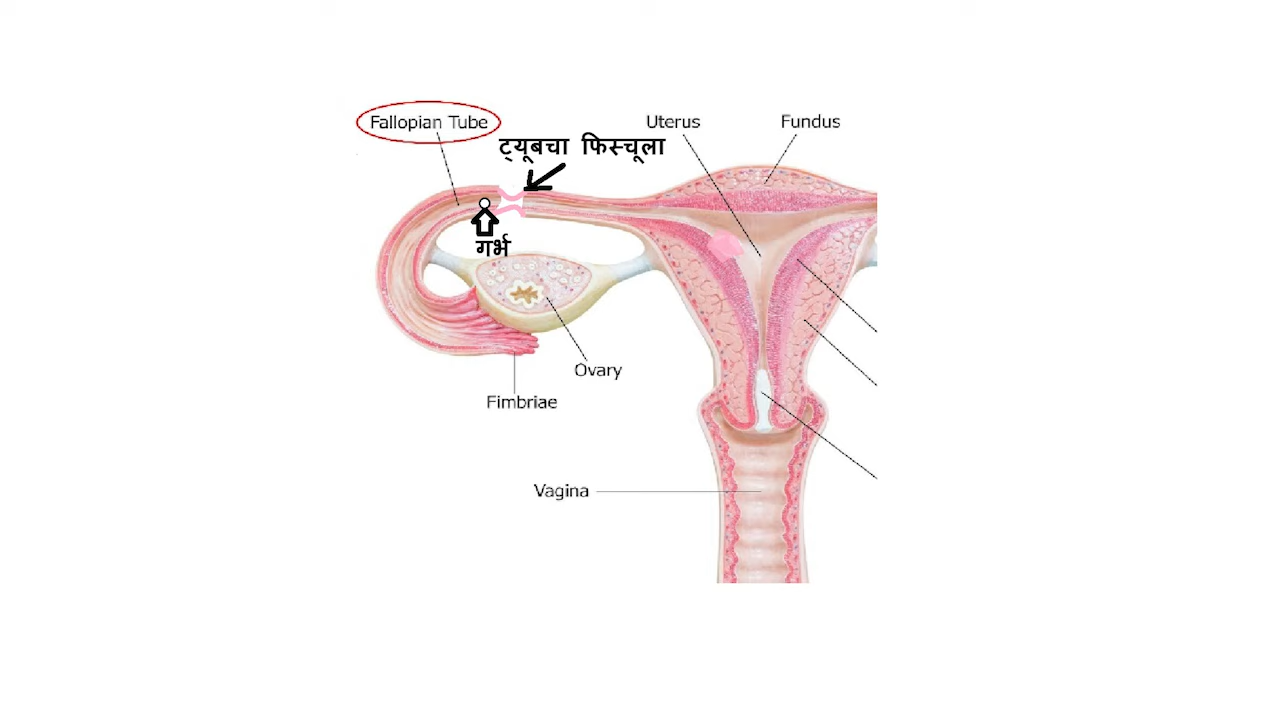 Fallopian Tube
Uterus
Fundus
ट्यूबचा फिस्चूला
गर्भ
Ovary
Fimbriae
Vagina